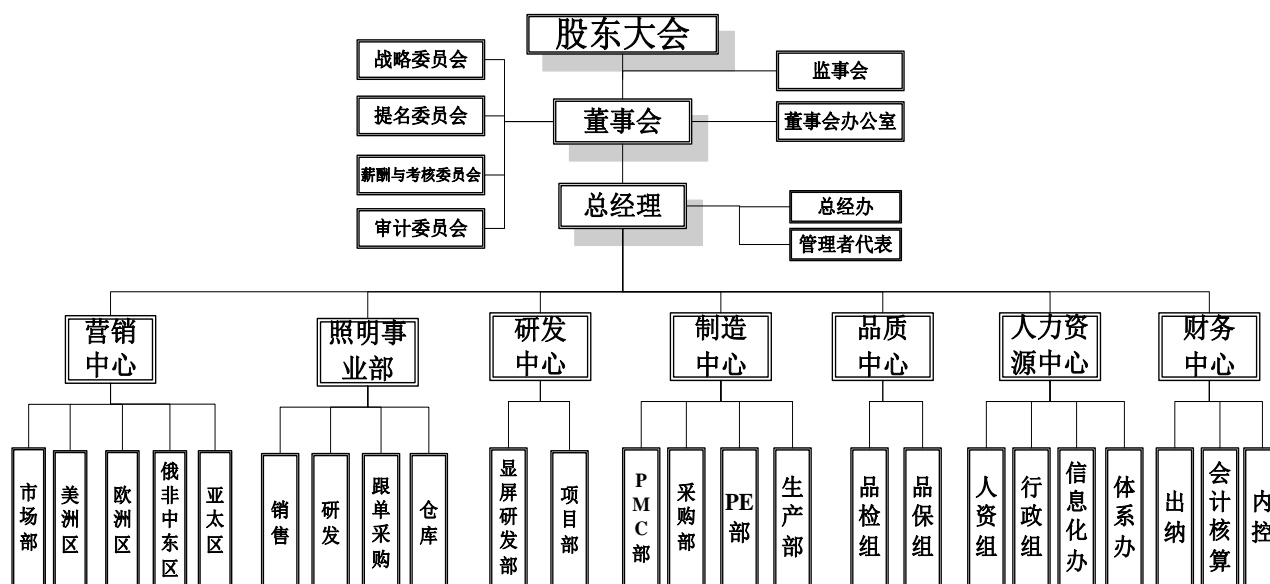 股东大会
战略委员会
监事会
提名委员会
董事会
董事会办公室
薪酬与考核委员会
总经理
总经办
审计委员会
管理者代表
营销
中心
照明事
业部
研发
中心
制造
中心
品质
中心
人力资
源中心
财务
中心
市场部
美洲区
欧洲区
俄非中东区
亚太区
销售
研发
跟单采购
仓库
显屏研发部
项目部
PMC部
采购部
PE部
生产部
品检组
品保组
人资组
行政组
信息化办
体系办
出纳
会计核算
内控